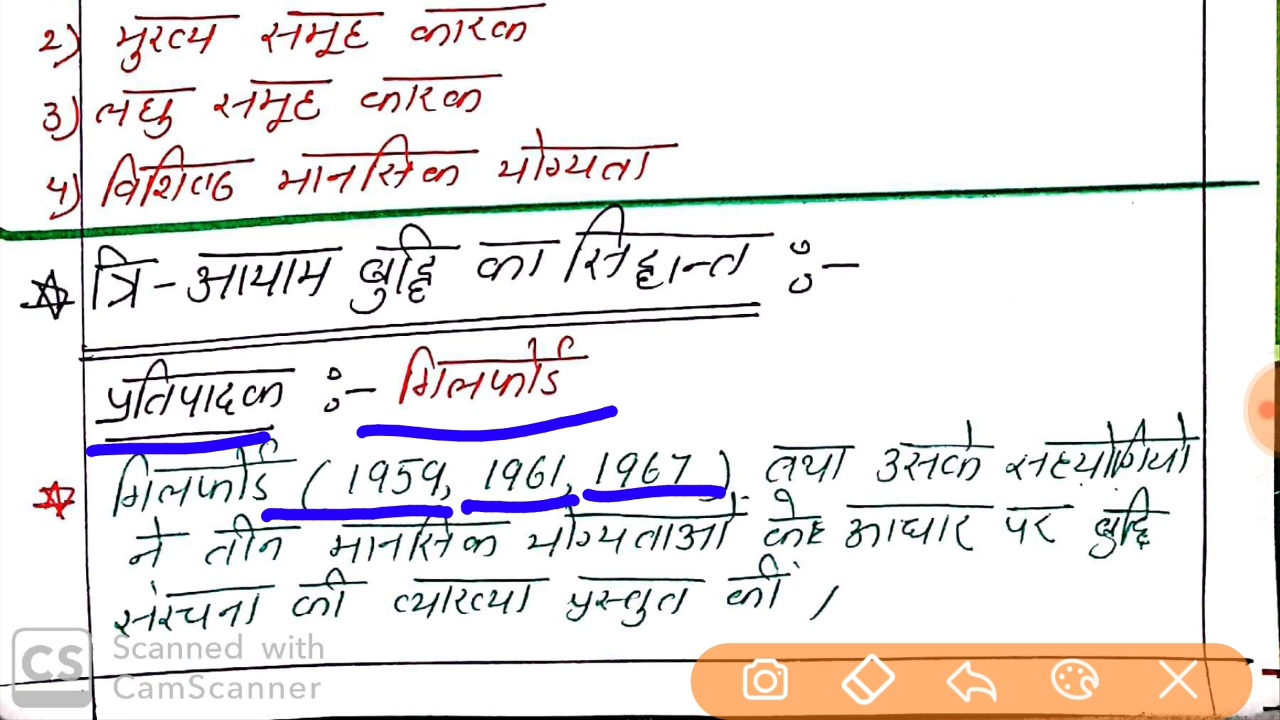 2) मुख्य समूह कारक
3) लघु समूह कारक
4) विशिष्ठ मानसिक योग्यता
त्रि-आयाम बुद्धि का सिद्धान्त :-
प्रतिपादक :- गिलफोर्ड
गिलफोर्ड (1959, 1961, 1967) तथा उसके सहयोगियो
ने तीन मानसिक योग्यताओ के आधार पर बुद्धि
संरचना की व्याख्या प्रस्तुत की ,
CS Scanned with
CamScanner